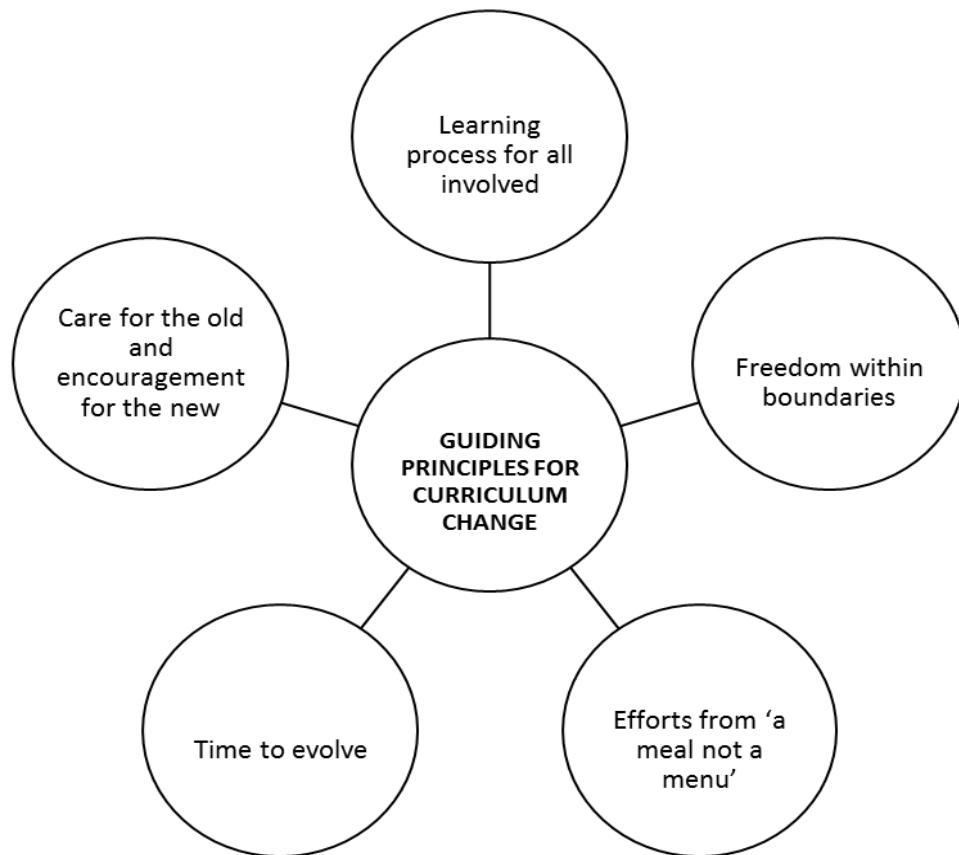 Learning
process for all
involved
Care for the old
and
encouragement
for the new
Freedom within
boundaries
GUIDING
PRINCIPLES FOR
CURRICULUM
CHANGE
Time to evolve
Efforts from ‘a
meal not a
menu’